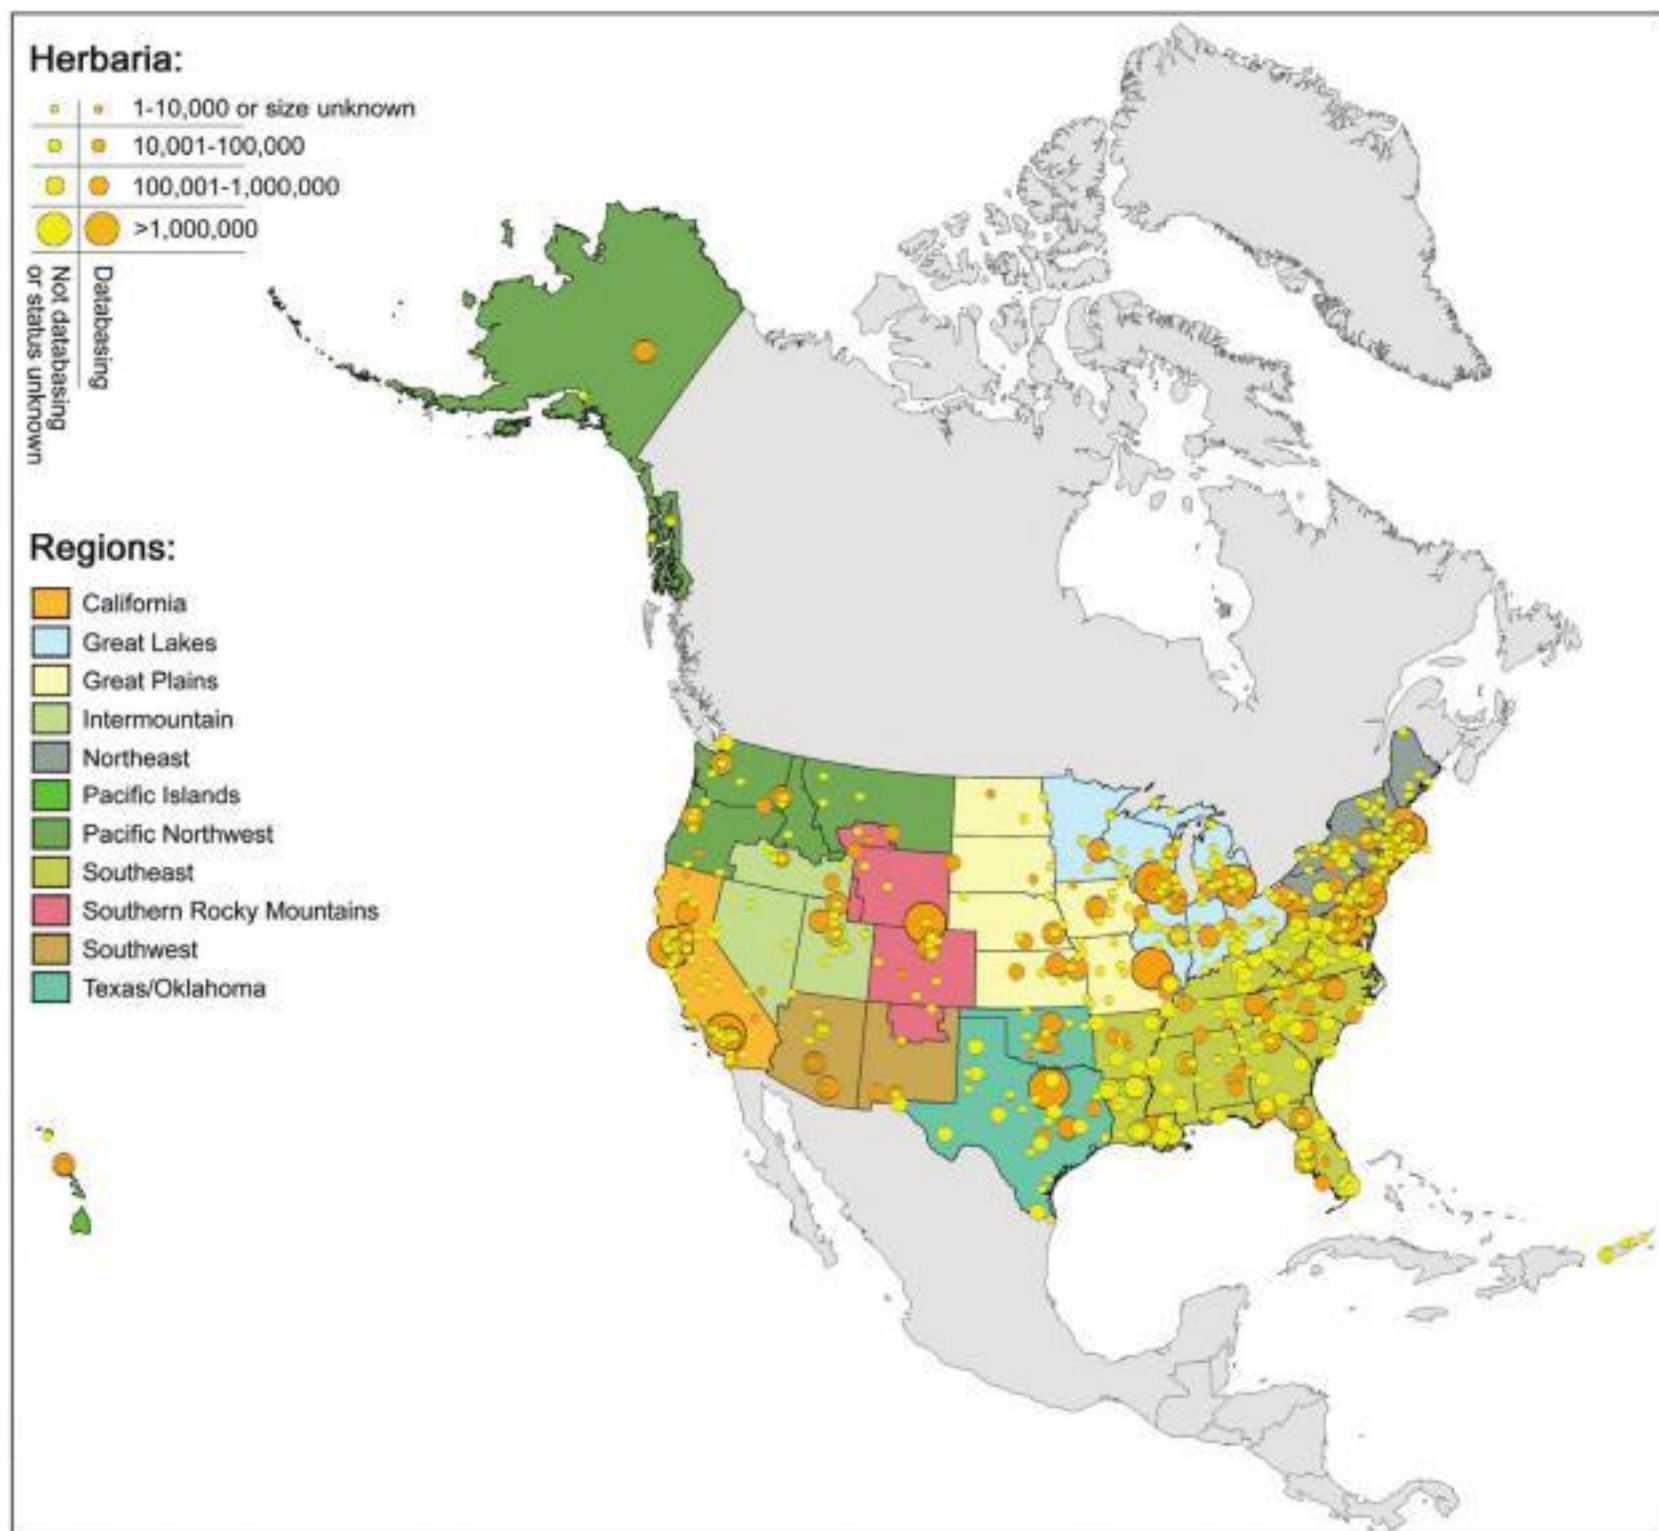 Herbaria:
1-10,000 or size unknown
10,001-100,000
100,001-1,000,000
>1,000,000
Databasing
Not databasing
or status unknown
Regions:
California
Great Lakes
Great Plains
Intermountain
Northeast
Pacific Islands
Pacific Northwest
Southeast
Southern Rocky Mountains
Southwest
Texas/Oklahoma